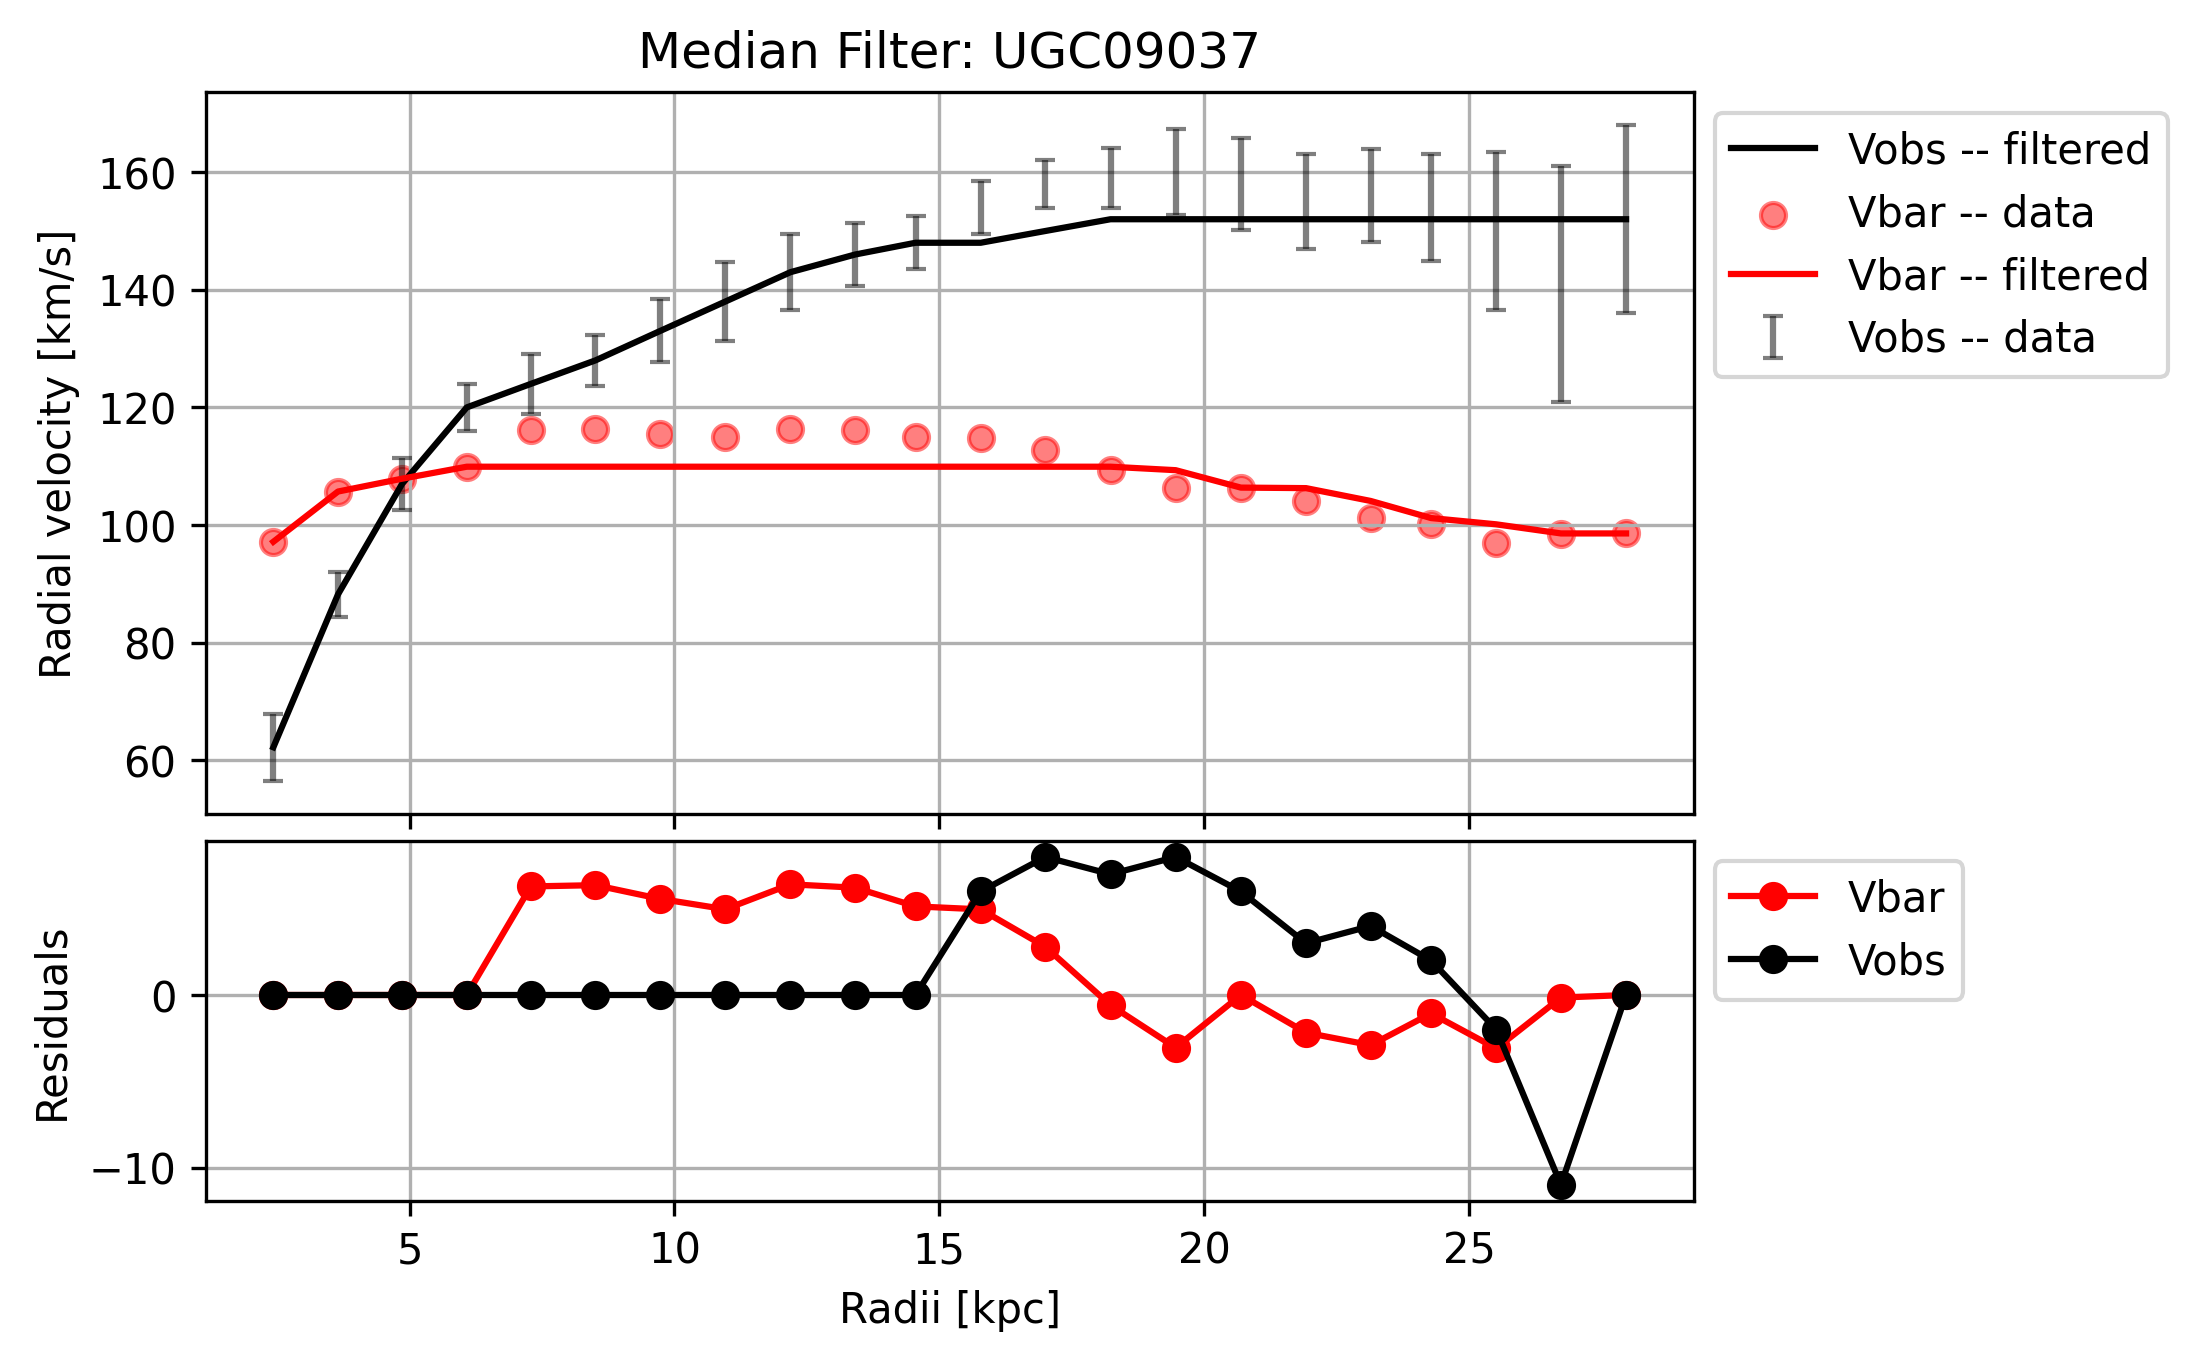 Median Filter: UGC09037
Radial velocity [km/s]
160
140
120
100
80
60
Vobs -- filtered
Vbar -- data
Vbar -- filtered
Vobs -- data
Residuals
0
−10
Vbar
Vobs
5 10 15 20 25
Radii [kpc]